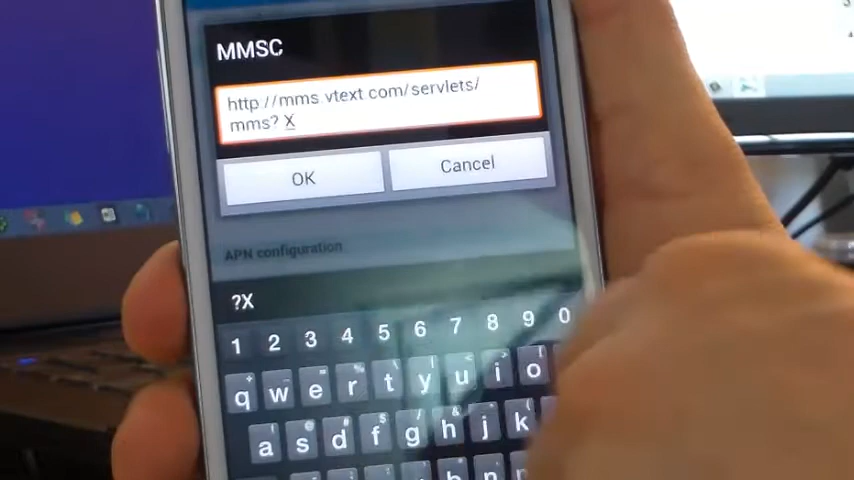 MMSC
http://mms.vtext.com/servlets/
mms? X
OK Cancel
APN configuration
?X
1 2 3 4 5 6 7 8 9 0
q w e r t y u i o
a s d f g h j k
b n